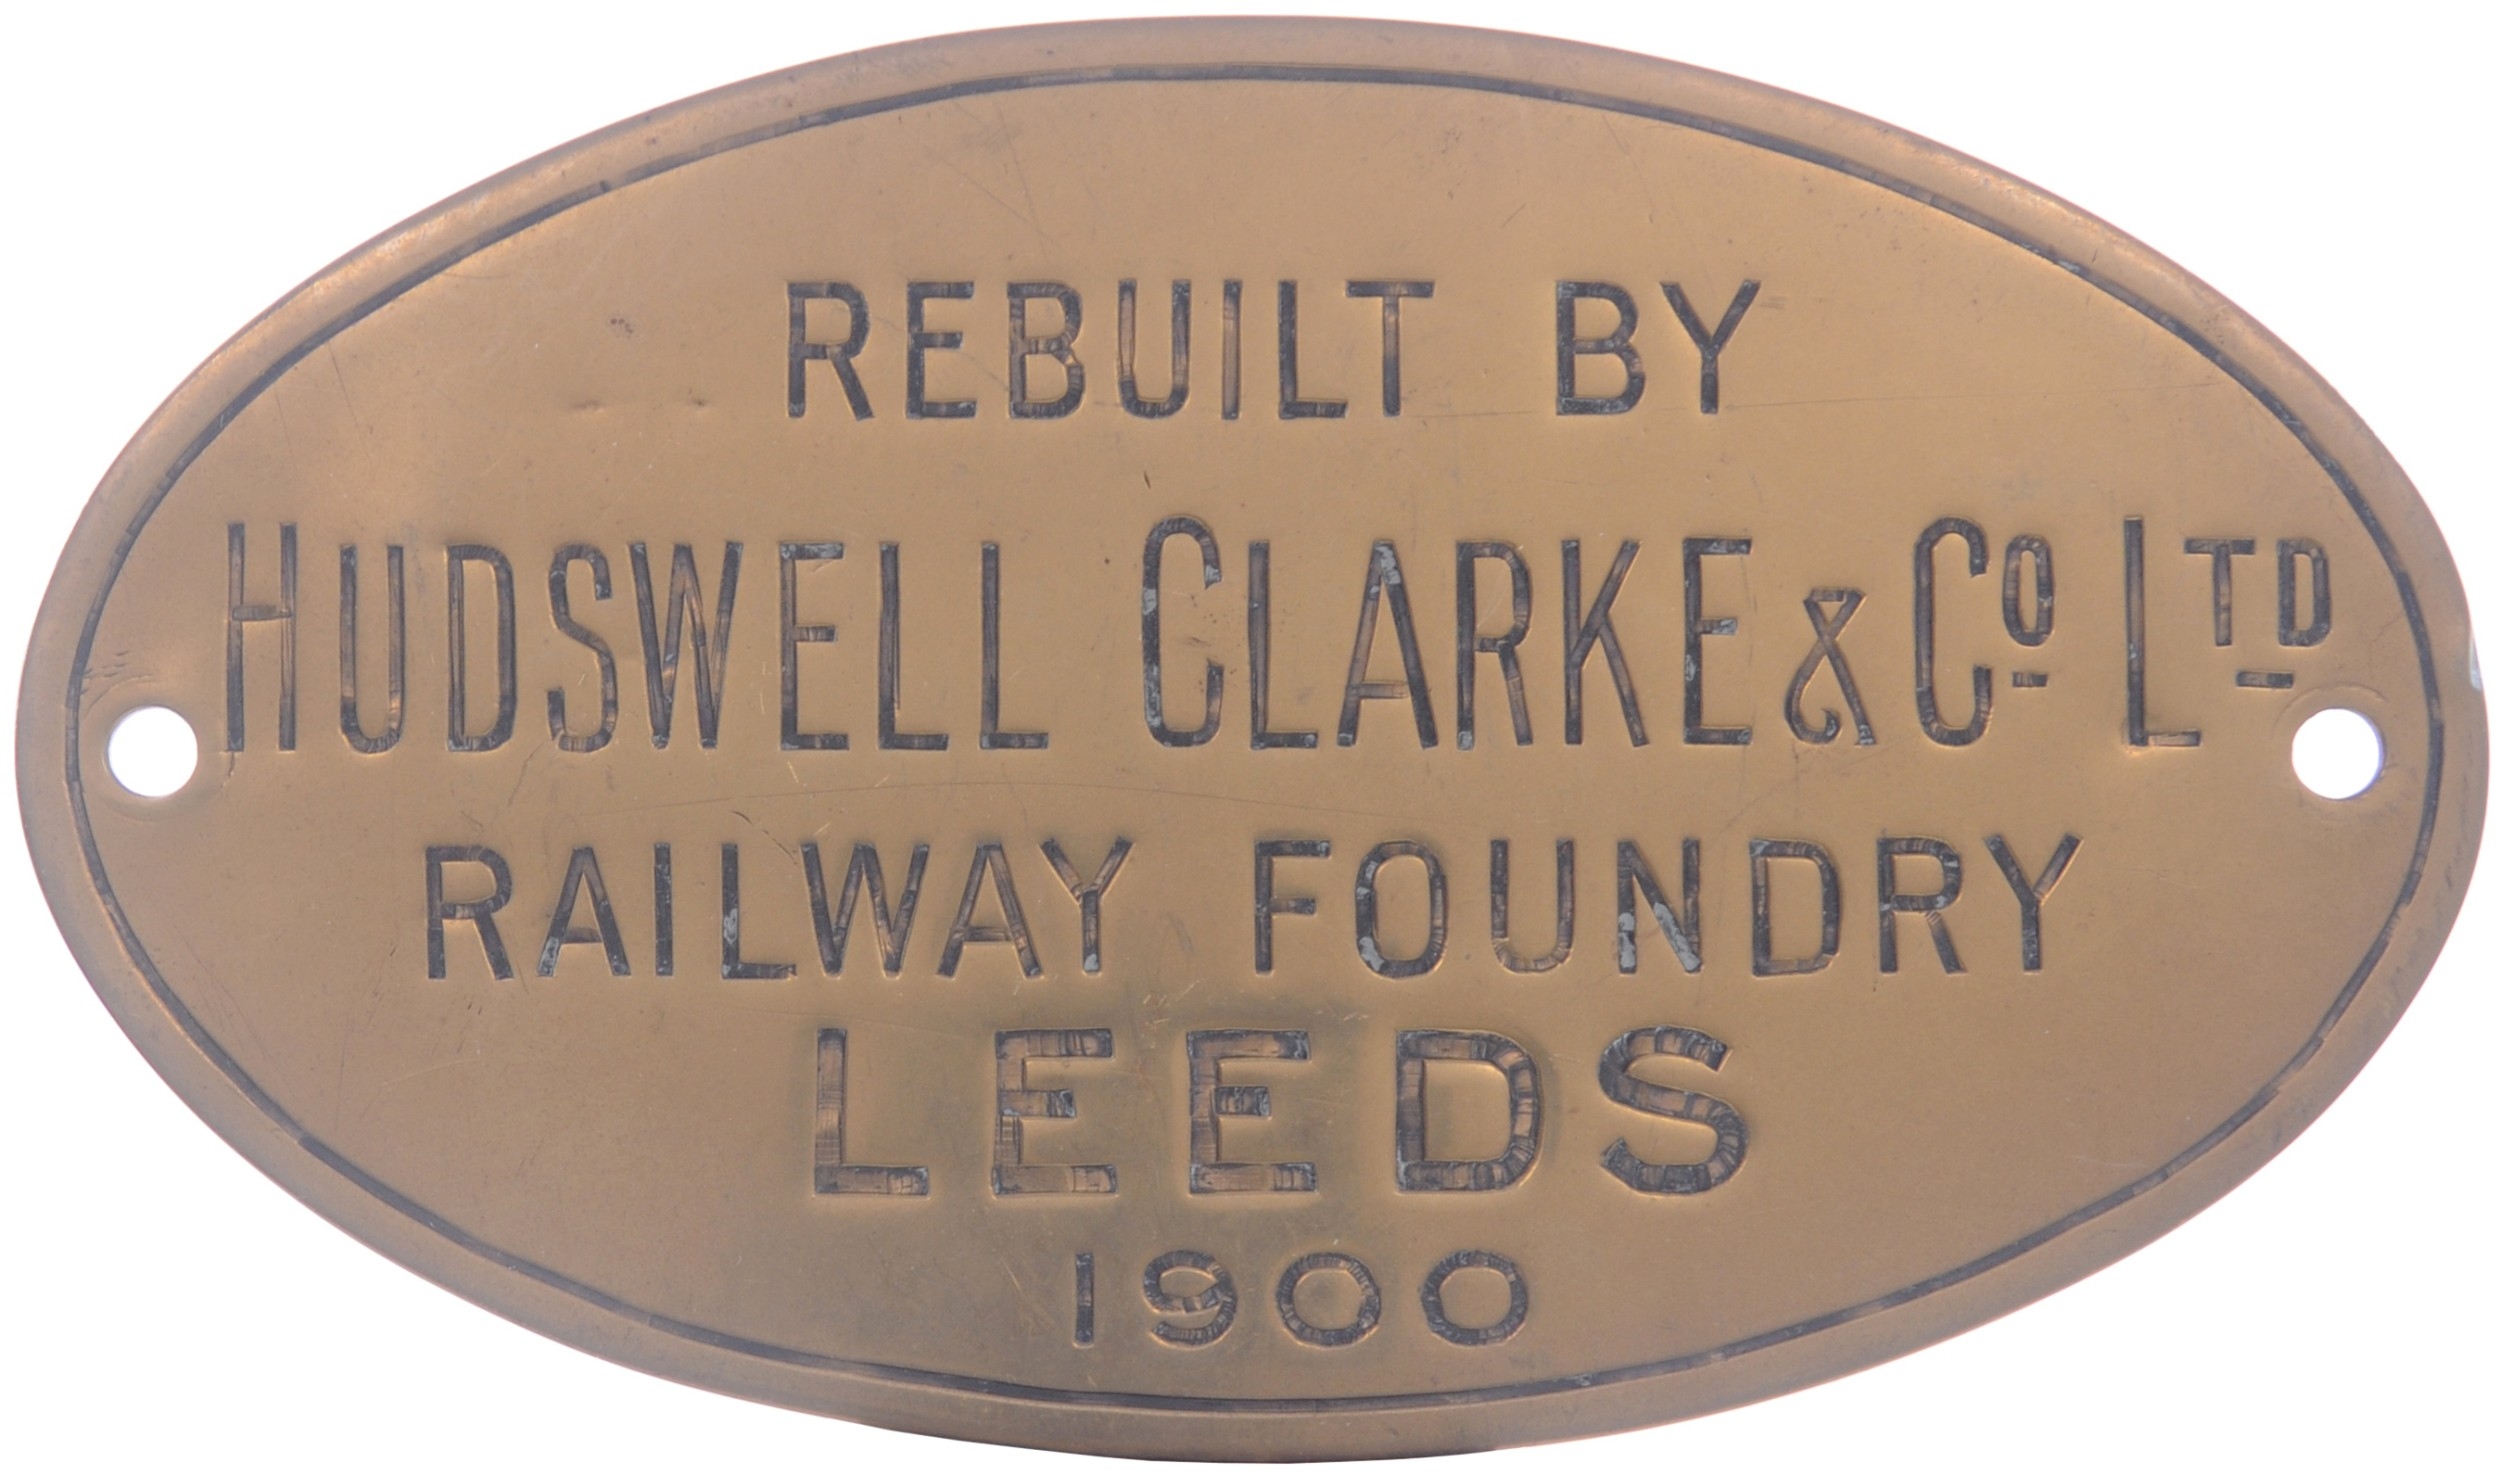 REBUILT BY
HUDSWELL CLARKE & CO LTD
RAILWAY FOUNDRY
LEEDS
1900